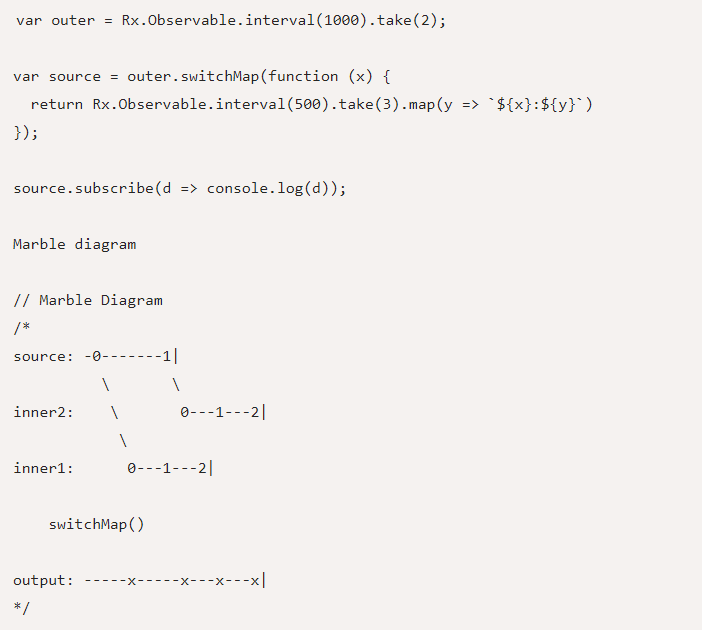 var outer = Rx.Observable.interval(1000).take(2);
var source = outer.switchMap(function (x) {
  return Rx.Observable.interval(500).take(3).map(y => `${x}:${y}`)
});
source.subscribe(d => console.log(d));
Marble diagram
// Marble Diagram
/*
source: -0-------1|
          \       \
inner2:    \       0---1---2|
            \
inner1:      0---1---2|
    switchMap()
output: -----x-----x---x---x|
*/